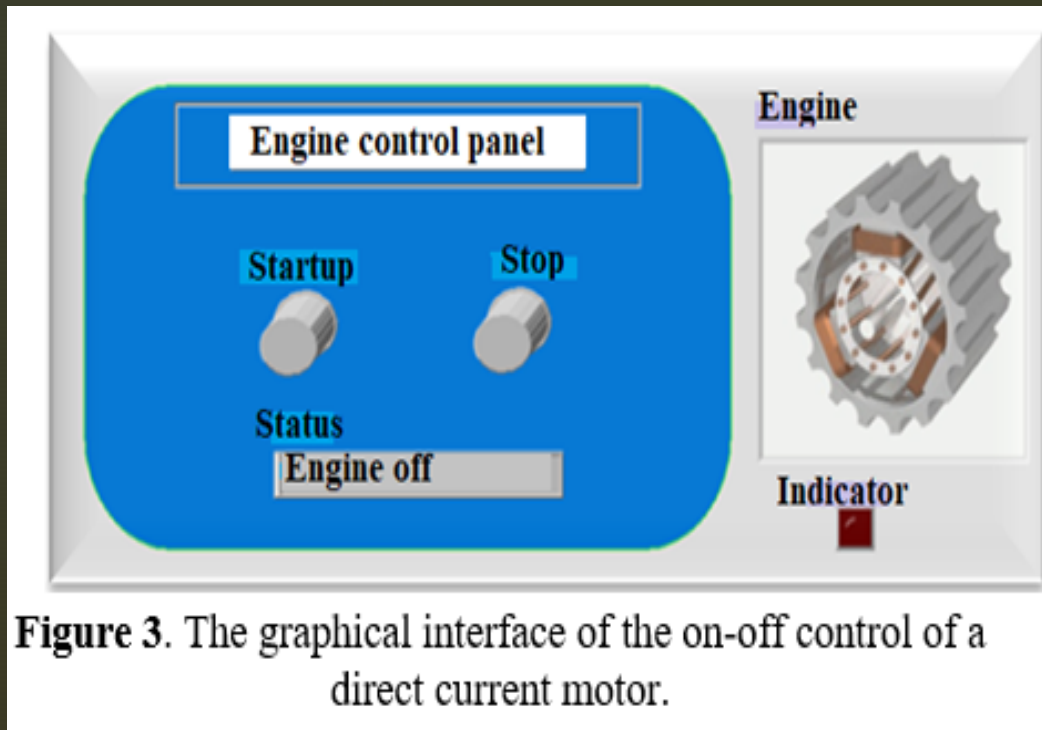 Engine control panel
Engine
Startup
Stop
Status
Engine off
Indicator
Figure 3. The graphical interface of the on-off control of a
direct current motor.